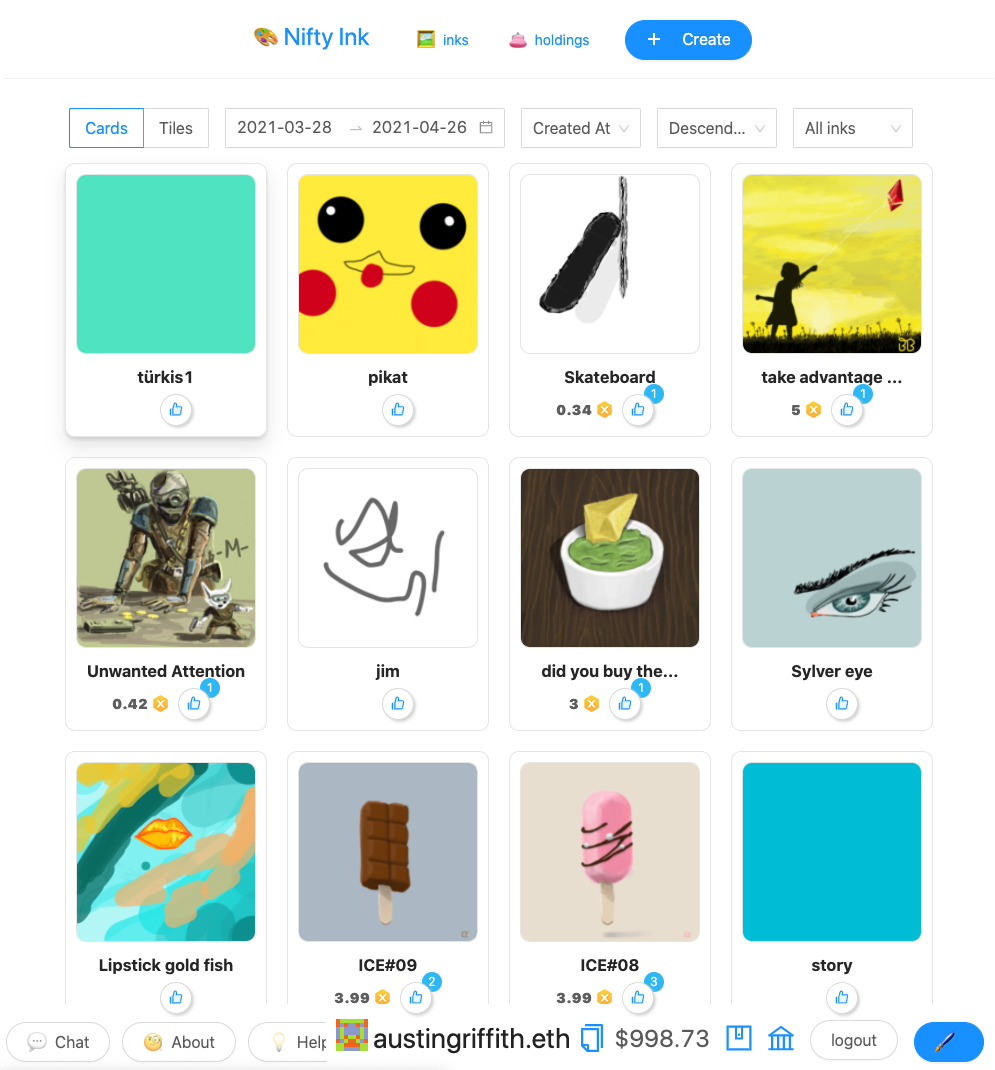 Nifty Ink
inks
holdings
+ Create
Cards
Tiles
2021-03-28 → 2021-04-26
Created At
Descend...
All inks
türkis1
pikat
Skateboard
0.34
1
take advantage ...
5
1
-M-
Unwanted Attention
0.42
1
jim
did you buy the...
3
1
Sylver eye
Lipstick gold fish
ICE#09
3.99
2
ICE#08
3.99
3
story
Chat
About
Help
austingriffith.eth
$998.73
logout